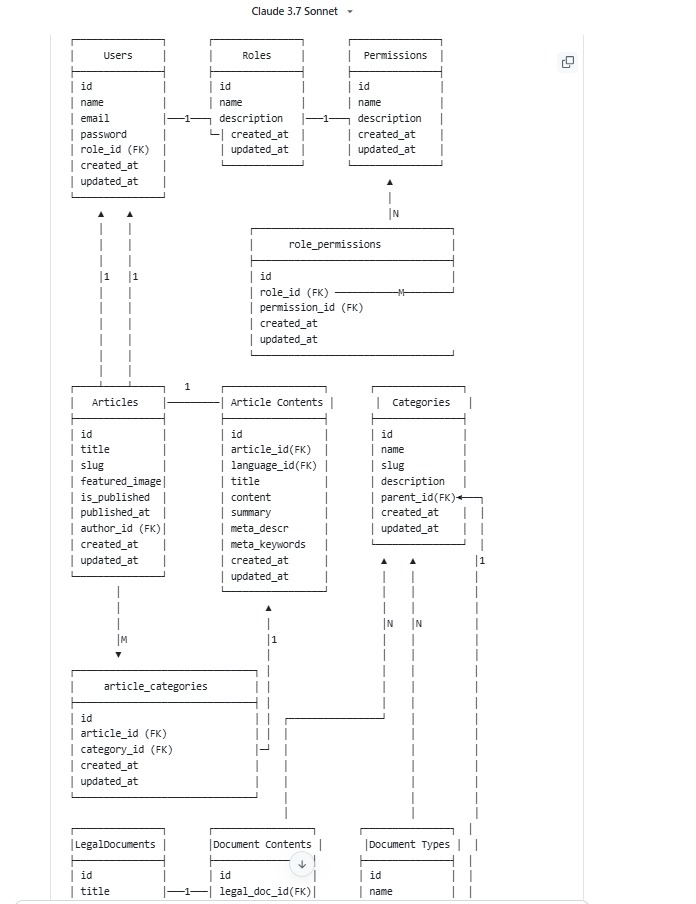 Claude 3.7 Sonnet
Users Roles Permissions
id id id
name name name
email 1 description 1 description
password created_at created_at
role_id (FK) updated_at updated_at
created_at
updated_at
N
role_permissions
1 1 id
role_id (FK) M
permission_id (FK)
created_at
updated_at
1
Articles Article Contents Categories
id id id
title article_id(FK) name
slug language_id(FK) slug
featured_image title description
is_published content parent_id(FK)
published_at summary created_at
author_id (FK) meta_descr updated_at
created_at meta_keywords
updated_at created_at 1
updated_at
N N
M 1
article_categories
id
article_id (FK)
category_id (FK)
created_at
updated_at
LegalDocuments Document Contents Document Types
id id id
title 1 legal_doc_id(FK) name